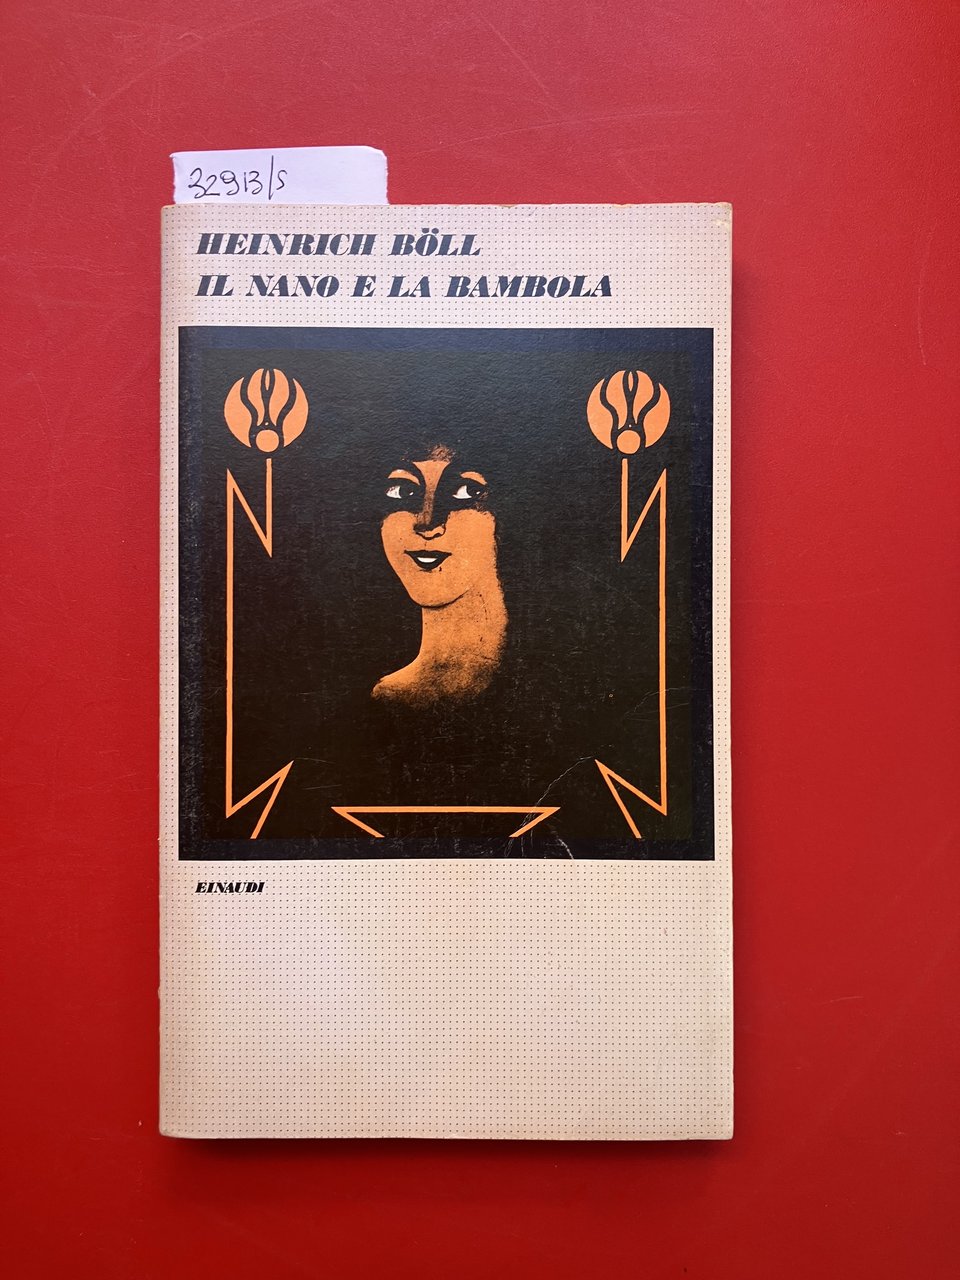 32913/s
HEINRICH BÖLL
IL NANO E LA BAMBOLA
EINAUDI